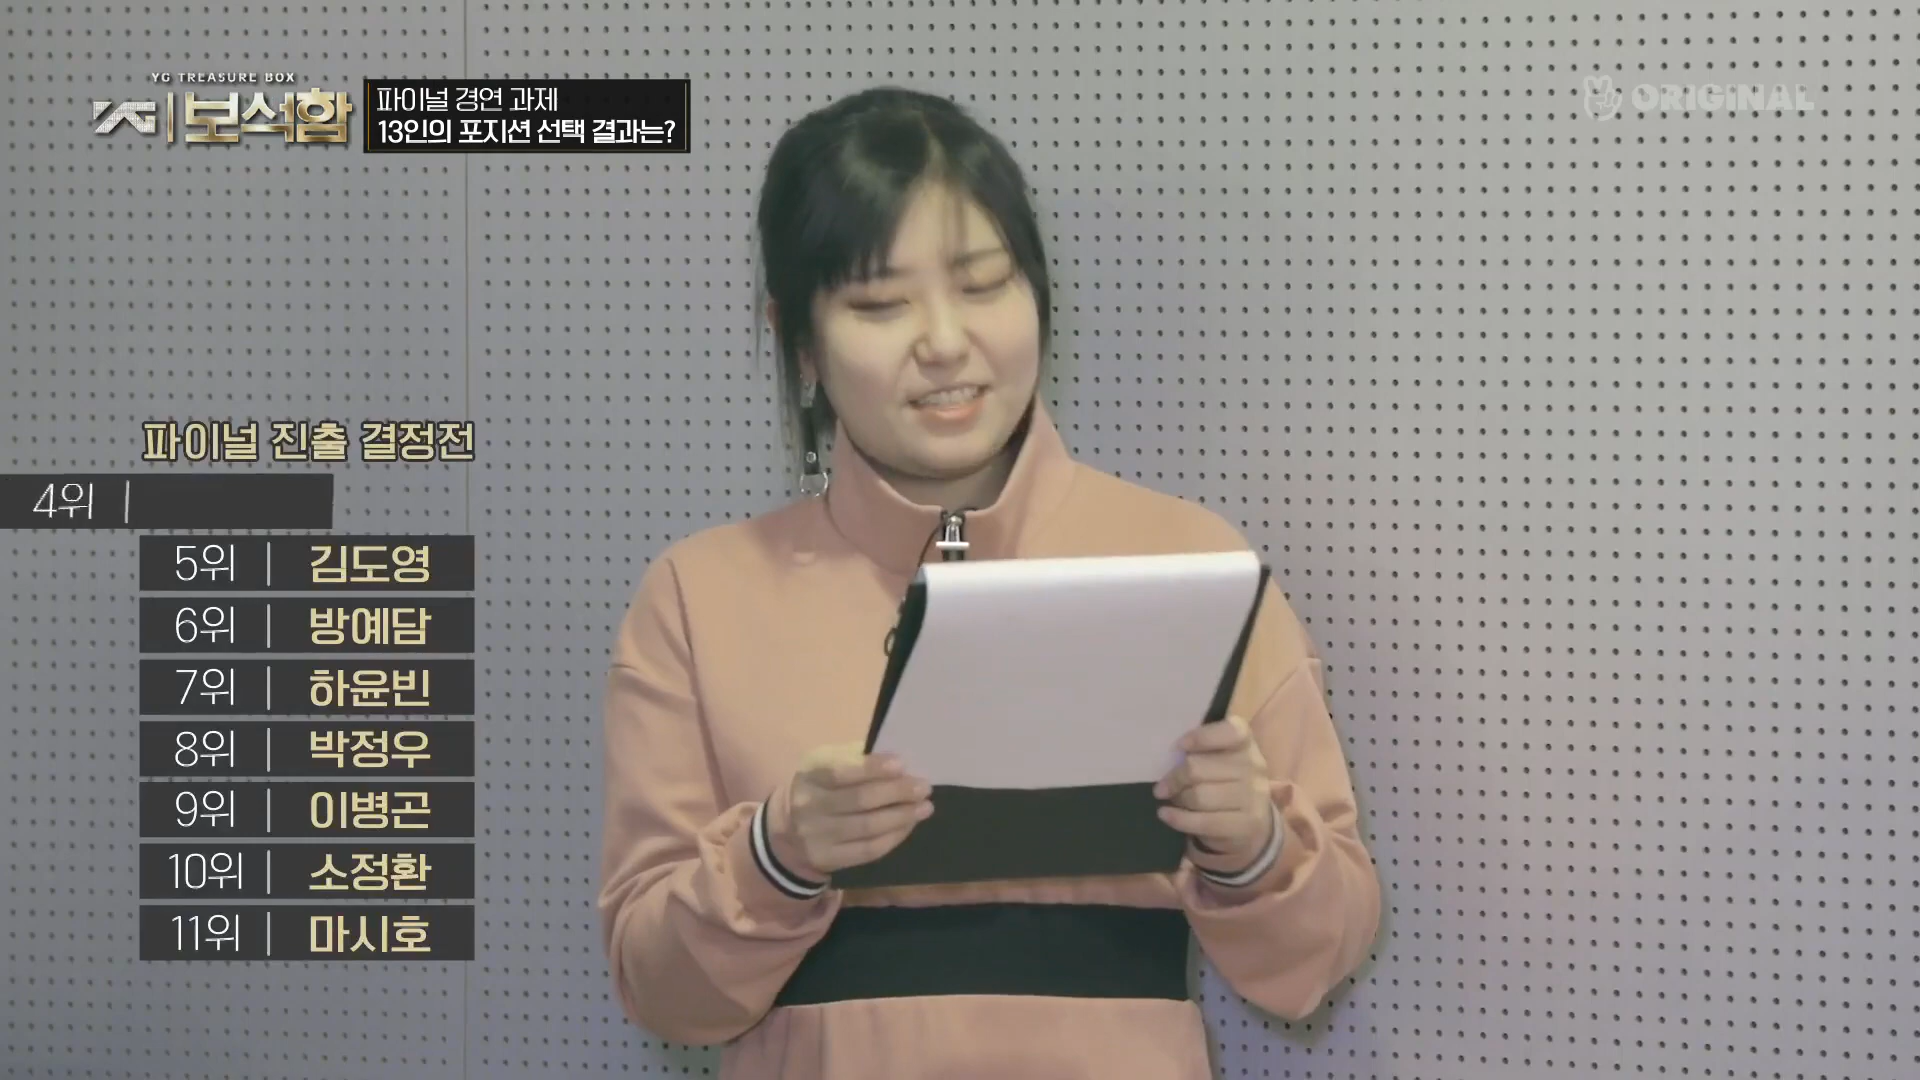 YG TREASURE BOX
YG 보석함
파이널 경연 과제
13인의 포지션 선택 결과는?
ORIGINAL
파이널 진출 결정전
4위
5위 김도영
6위 방예담
7위 하윤빈
8위 박정우
9위 이병곤
10위 소정환
11위 마시호